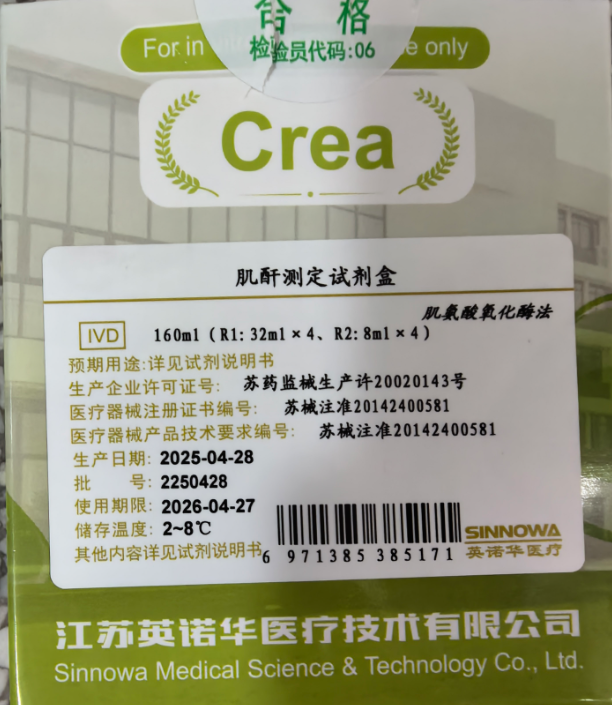 合格
检验员代码:06
For in e only
Crea
肌酐测定试剂盒
肌氨酸氧化酶法
IVD 160ml（R1:32ml×4、R2:8ml×4）
预期用途:详见试剂说明书
生产企业许可证号: 苏药监械生产许20020143号
医疗器械注册证书编号: 苏械注准20142400581
医疗器械产品技术要求编号: 苏械注准20142400581
生产日期: 2025-04-28
批 号: 2250428
使用期限: 2026-04-27
储存温度: 2~8℃
其他内容详见试剂说明书
6 971385 385171
SINNOWA
英诺华医疗
江苏英诺华医疗技术有限公司
Sinnowa Medical Science & Technology Co., Ltd.